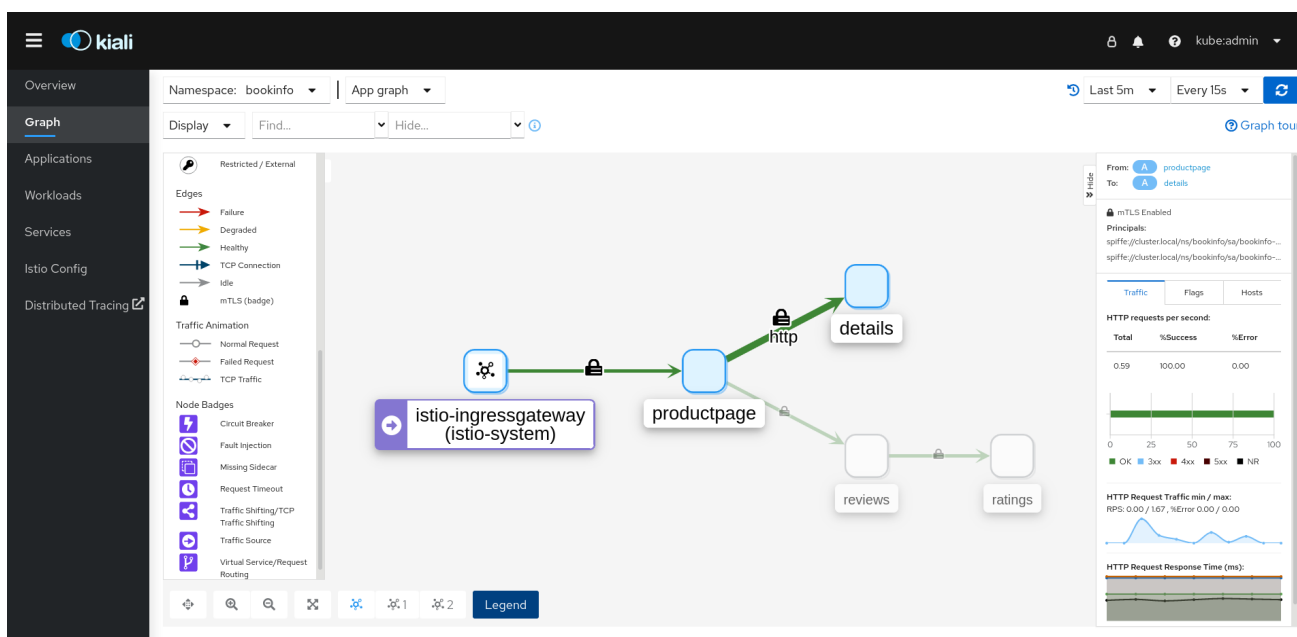 kiali
kube:admin
Overview
Graph
Applications
Workloads
Services
Istio Config
Distributed Tracing
Namespace: bookinfo
App graph
Last 5m
Every 15s
Display
Find...
Hide...
Graph tour
Restricted / External
Edges
Failure
Degraded
Healthy
TCP Connection
Idle
mTLS (badge)
Traffic Animation
Normal Request
Failed Request
TCP Traffic
Node Badges
Circuit Breaker
Fault Injection
Missing Sidecar
Request Timeout
Traffic Shifting/TCP
Traffic Shifting
Traffic Source
Virtual Service/Request
Routing
1
2
Legend
istio-ingressgateway
(istio-system)
productpage
http
details
reviews
ratings
Hide
From: A productpage
To: A details
mTLS Enabled
Principals:
spiffe://cluster.local/ns/bookinfo/sa/bookinfo-...
spiffe://cluster.local/ns/bookinfo/sa/bookinfo-...
Traffic Flags Hosts
HTTP requests per second:
Total %Success %Error
0.59 100.00 0.00
0 25 50 75 100
OK 3xx 4xx 5xx NR
HTTP Request Traffic min / max:
RPS: 0.00 / 1.67 , %Error 0.00 / 0.00
HTTP Request Response Time (ms):